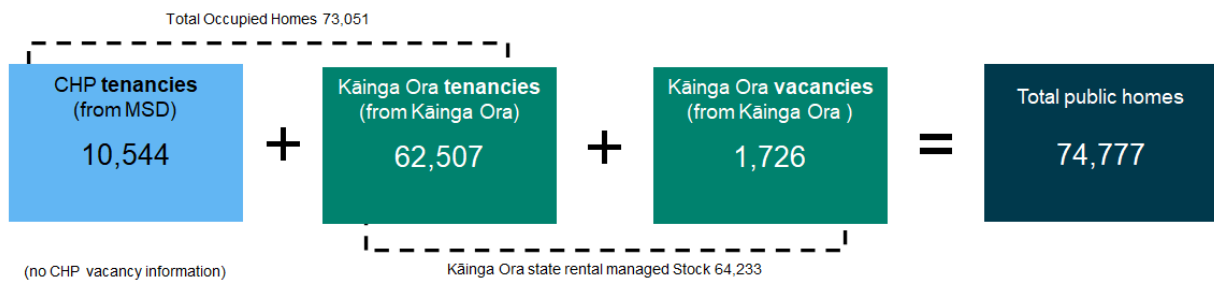 Total Occupied Homes 73,051
CHP tenancies
(from MSD)
10,544
+
Kāinga Ora tenancies
(from Kāinga Ora)
62,507
+
Kāinga Ora vacancies
(from Kāinga Ora )
1,726
=
Total public homes
74,777
(no CHP vacancy information)
Kāinga Ora state rental managed Stock 64,233